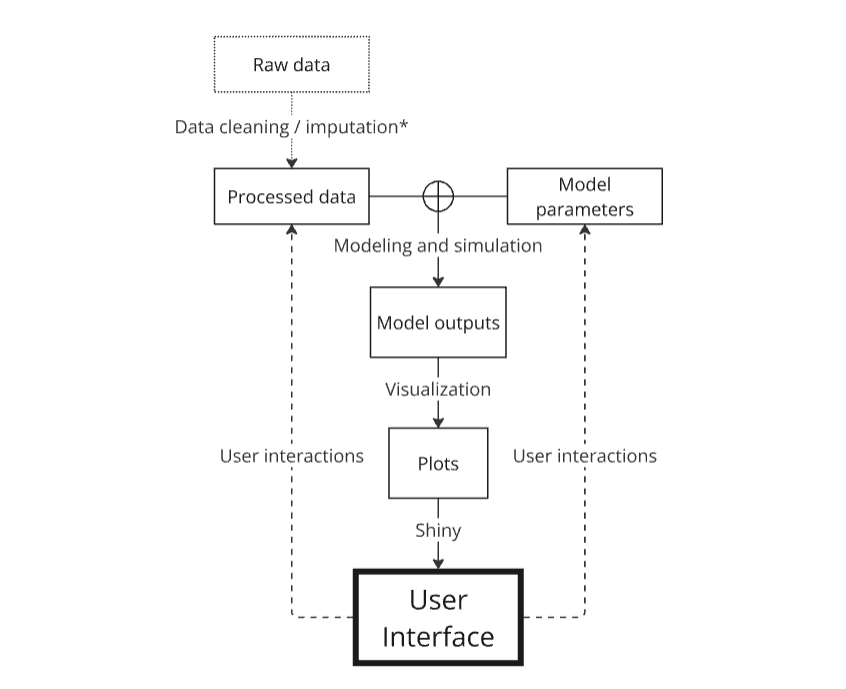 Raw data
Data cleaning / imputation*
Processed data
Model
parameters
Modeling and simulation
Model outputs
Visualization
User interactions
User interactions
Plots
Shiny
User
Interface